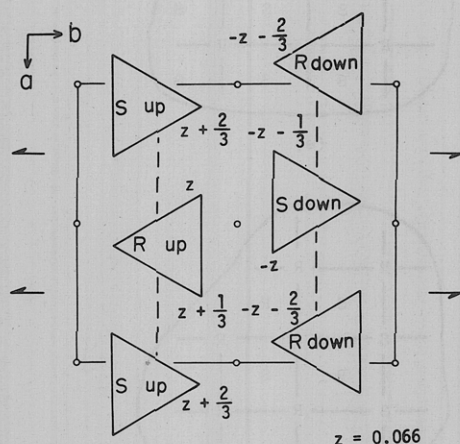 b
a
-z - 2/3
R down
S up
z + 2/3 -z - 1/3
z
S down
R up
-z
z + 1/3 -z - 2/3
R down
S up
z + 2/3
z = 0.066